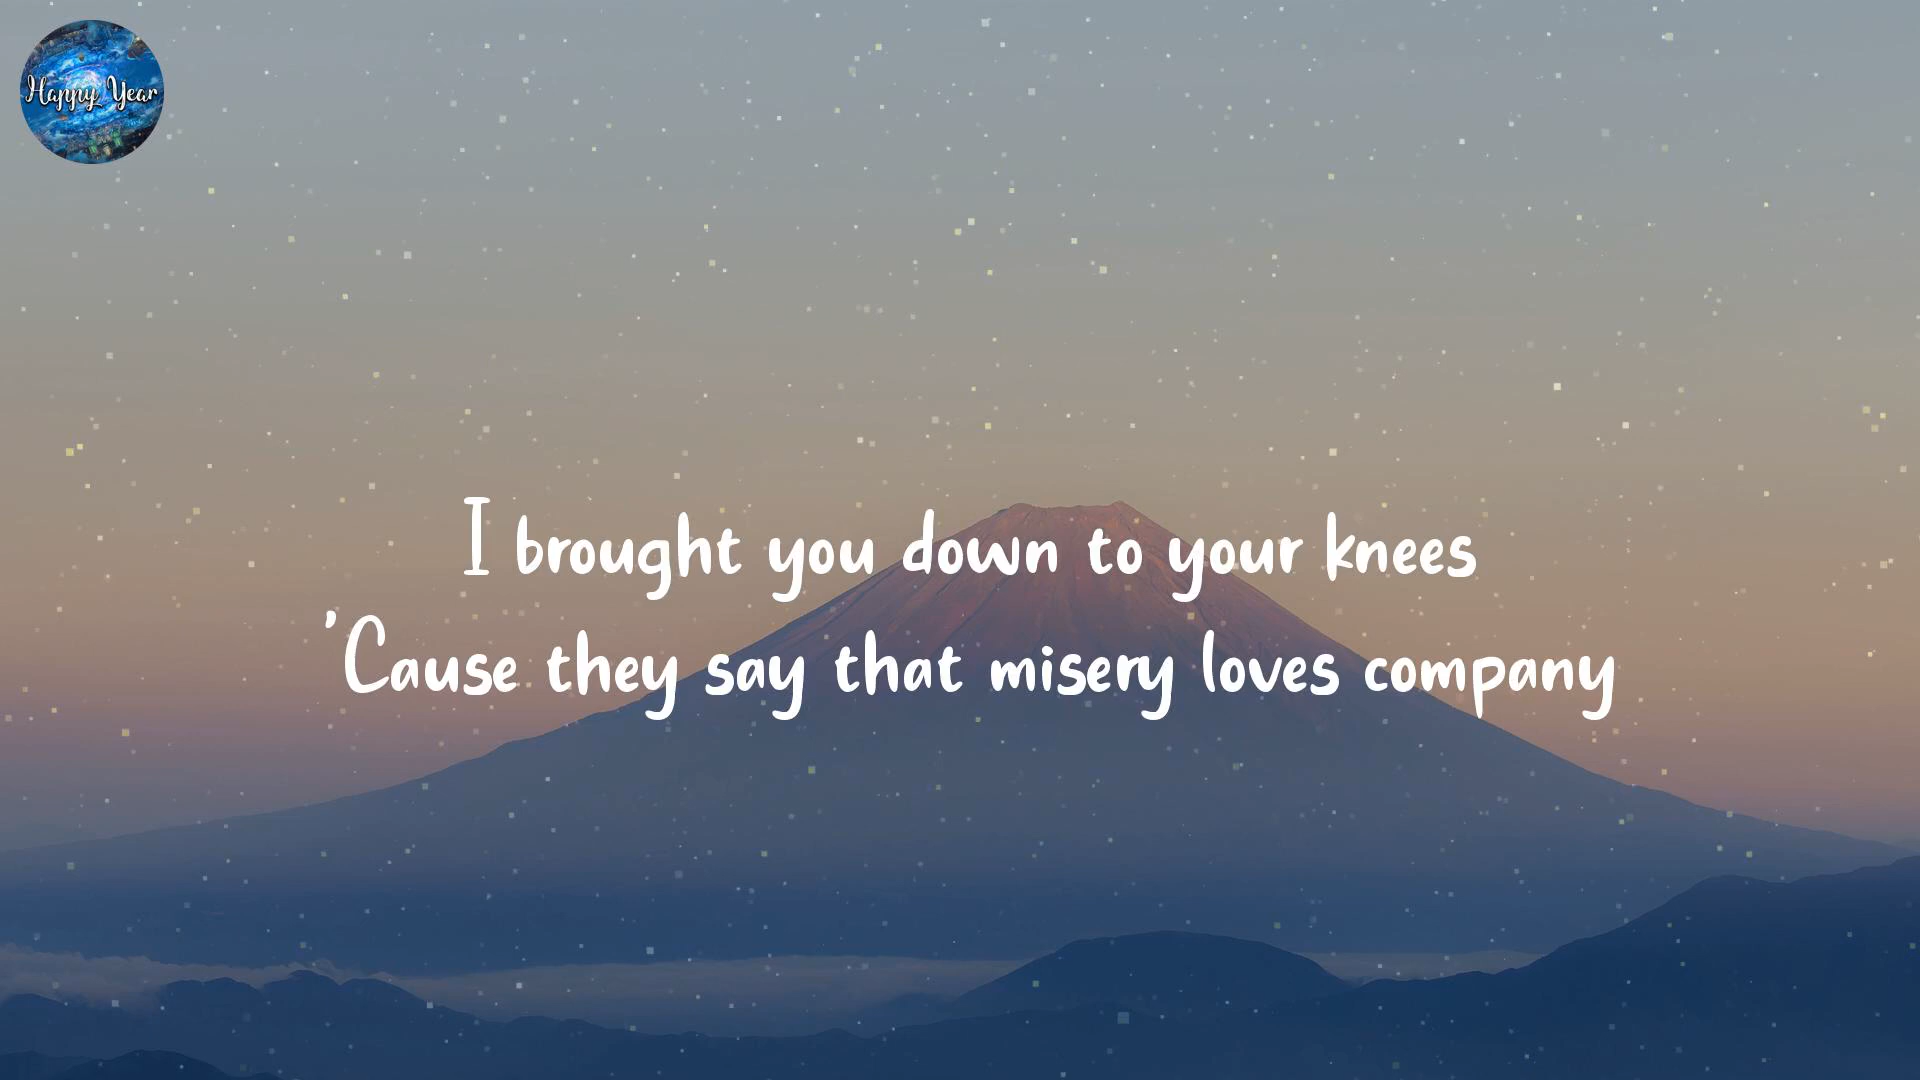 Happy Year
I brought you down to your knees
'Cause they say that misery loves company